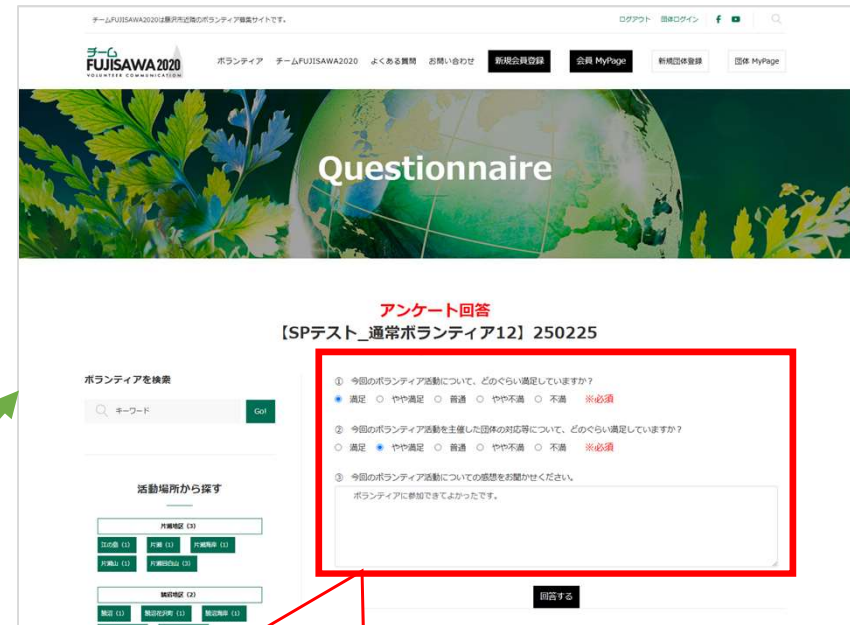 チームFUJISAWA2020は藤沢市近隣のボランティア募集サイトです。
ログアウト 団体ログイン
チーム
FUJISAWA 2020
VOLUNTEER COMMUNICATION
ボランティア チームFUJISAWA2020 よくある質問 お問い合わせ 新規会員登録 会員 MyPage 新規団体登録 団体 MyPage
Questionnaire
アンケート回答
【SPテスト_通常ボランティア12】250225
ボランティアを検索
キーワード Go!
活動場所から探す
片瀬地区 (3)
江の島 (1) 片瀬 (1) 片瀬海岸 (1)
片瀬山 (1) 片瀬目白山 (3)
鵠沼地区 (2)
鵠沼 (1) 鵠沼花沢町 (1) 鵠沼海岸 (1)
① 今回のボランティア活動について、どのぐらい満足していますか？
満足 やや満足 普通 やや不満 不満 ※必須
② 今回のボランティア活動を主催した団体の対応等について、どのぐらい満足していますか？
満足 やや満足 普通 やや不満 不満 ※必須
③ 今回のボランティア活動についての感想をお聞かせください。
ボランティアに参加できてよかったです。
回答する